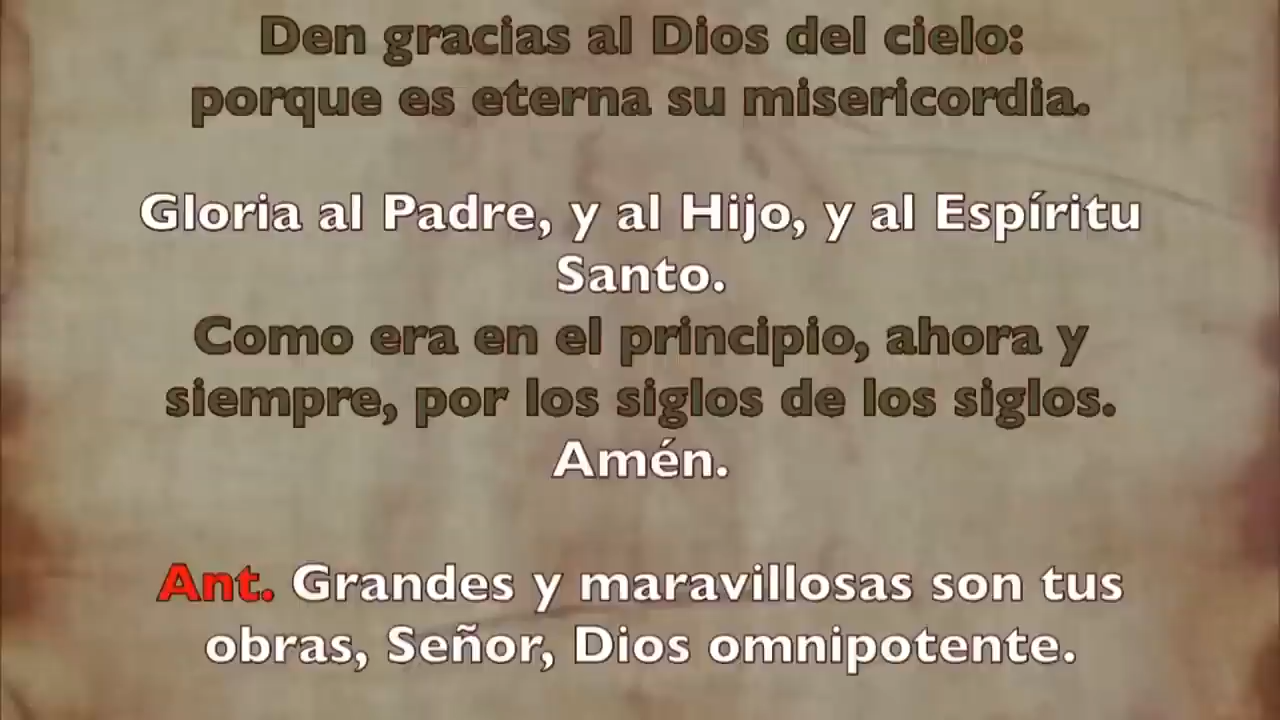 Den gracias al Dios del cielo:
porque es eterna su misericordia.
Gloria al Padre, y al Hijo, y al Espíritu
Santo.
Como era en el principio, ahora y
siempre, por los siglos de los siglos.
Amén.
Ant. Grandes y maravillosas son tus
obras, Señor, Dios omnipotente.